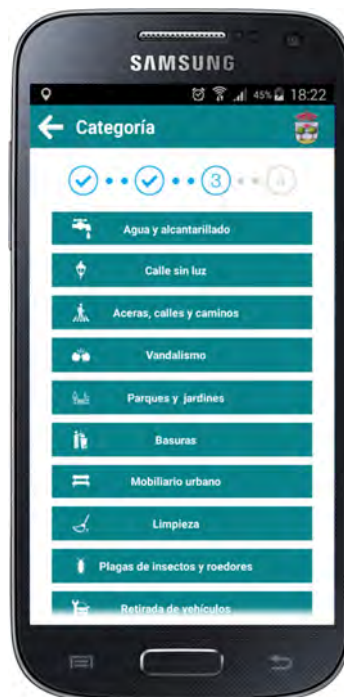 SAMSUNG
45% 18:22
Categoría
3
4
Agua y alcantarillado
Calle sin luz
Aceras, calles y caminos
Vandalismo
Parques y jardines
Basuras
Mobiliario urbano
Limpieza
Plagas de insectos y roedores
Retirada de vehículos